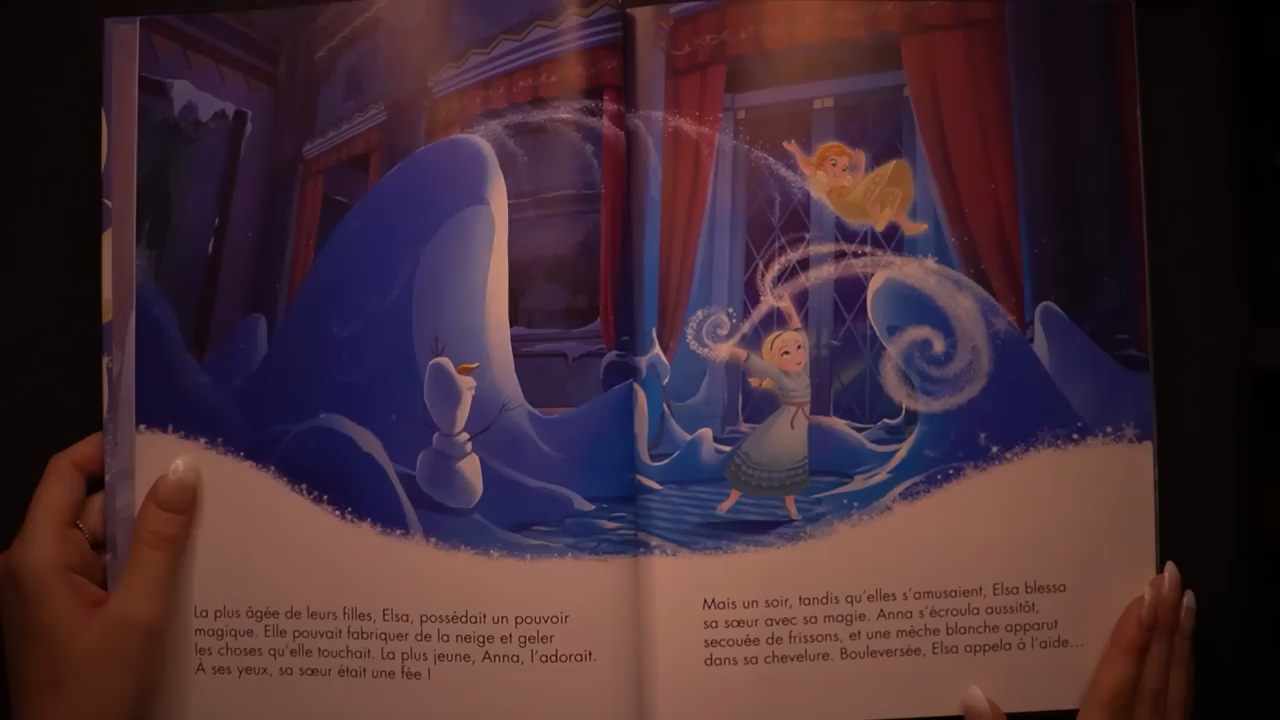 La plus âgée de leurs filles, Elsa, possédait un pouvoir
magique. Elle pouvait fabriquer de la neige et geler
les choses qu'elle touchait. La plus jeune, Anna, l'adorait.
À ses yeux, sa sœur était une fée !
Mais un soir, tandis qu'elles s'amusaient, Elsa blessa
sa sœur avec sa magie. Anna s'écroula aussitôt,
secouée de frissons, et une mèche blanche apparut
dans sa chevelure. Bouleversée, Elsa appela à l'aide...